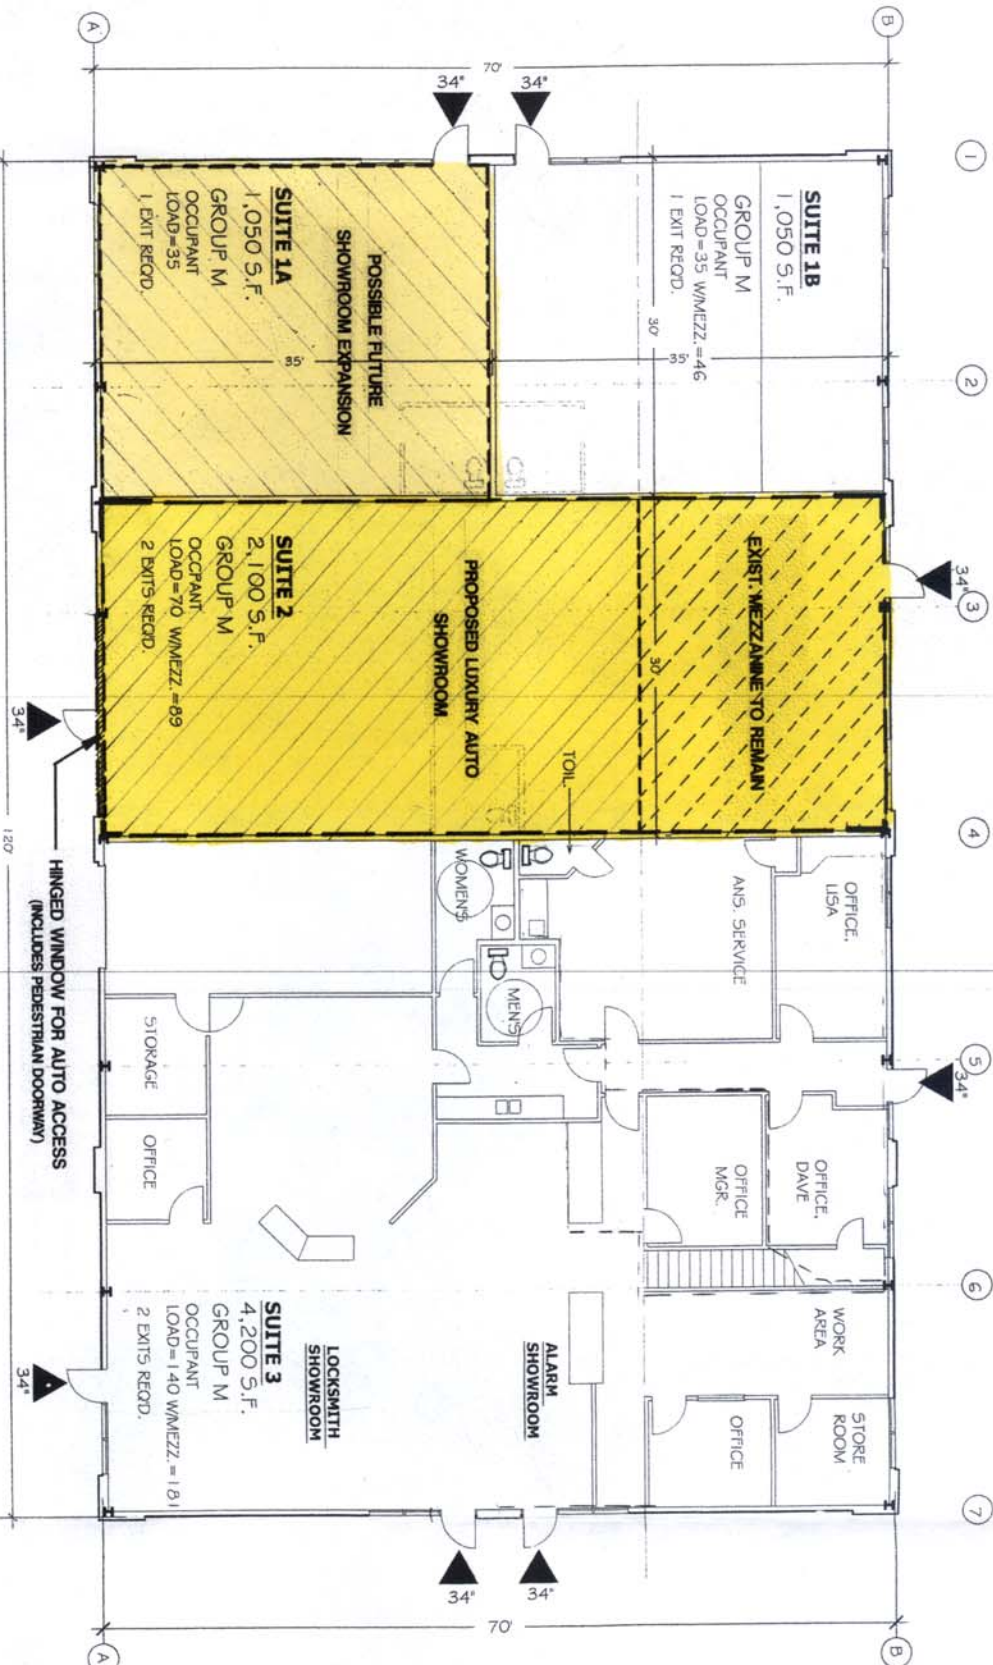 A
B
70'
34"
34"
1
2
3
4
5
6
7
SUITE 1B
1,050 S.F.
GROUP M
OCCUPANT
LOAD=35 W/MEZZ.=46
1 EXIT REQ'D.
30'
35'
SUITE 1A
1,050 S.F.
GROUP M
OCCUPANT
LOAD=35
1 EXIT REQ'D.
POSSIBLE FUTURE
SHOWROOM EXPANSION
35'
EXIST. MEZZANINE TO REMAIN
34"
30'
PROPOSED LUXURY AUTO
SHOWROOM
SUITE 2
2,100 S.F.
GROUP M
OCCPANT
LOAD=70 W/MEZZ.=89
2 EXITS REQ'D.
34"
HINGED WINDOW FOR AUTO ACCESS
(INCLUDES PEDESTRIAN DOORWAY)
120'
TOIL.
WOMEN'S
MEN'S
ANS. SERVICE
OFFICE,
LISA
34"
STORAGE
OFFICE
OFFICE
MGR.
OFFICE,
DAVE
WORK
AREA
STORE
ROOM
OFFICE
ALARM
SHOWROOM
LOCKSMITH
SHOWROOM
SUITE 3
4,200 S.F.
GROUP M
OCCUPANT
LOAD=140 W/MEZZ.=181
2 EXITS REQ'D.
34"
34"
34"
70'
A
B